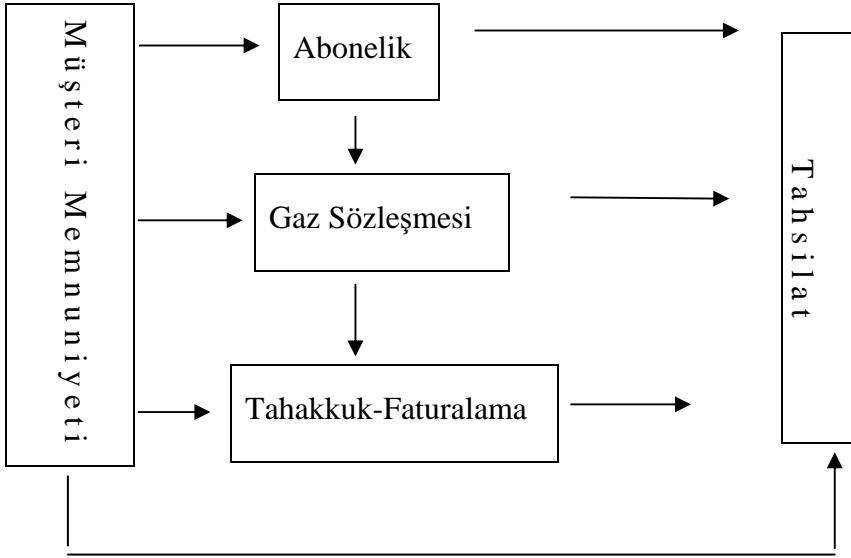 Müşteri Memnuniyeti
Abonelik
Gaz Sözleşmesi
Tahakkuk-Faturalama
Tahsilat